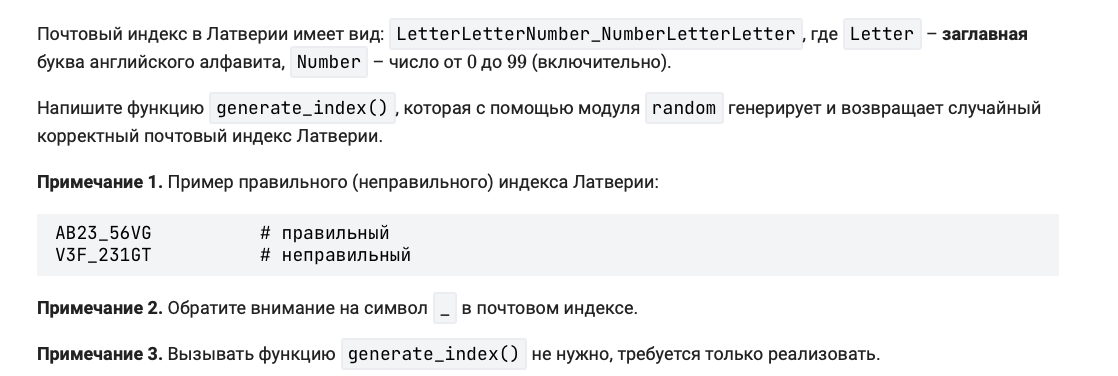 Почтовый индекс в Латверии имеет вид: LetterLetterNumber_NumberLetterLetter, где Letter – заглавная
буква английского алфавита, Number – число от 0 до 99 (включительно).
Напишите функцию generate_index(), которая с помощью модуля random генерирует и возвращает случайный
корректный почтовый индекс Латверии.
Примечание 1. Пример правильного (неправильного) индекса Латверии:
AB23_56VG # правильный
V3F_231GT # неправильный
Примечание 2. Обратите внимание на символ _ в почтовом индексе.
Примечание 3. Вызывать функцию generate_index() не нужно, требуется только реализовать.